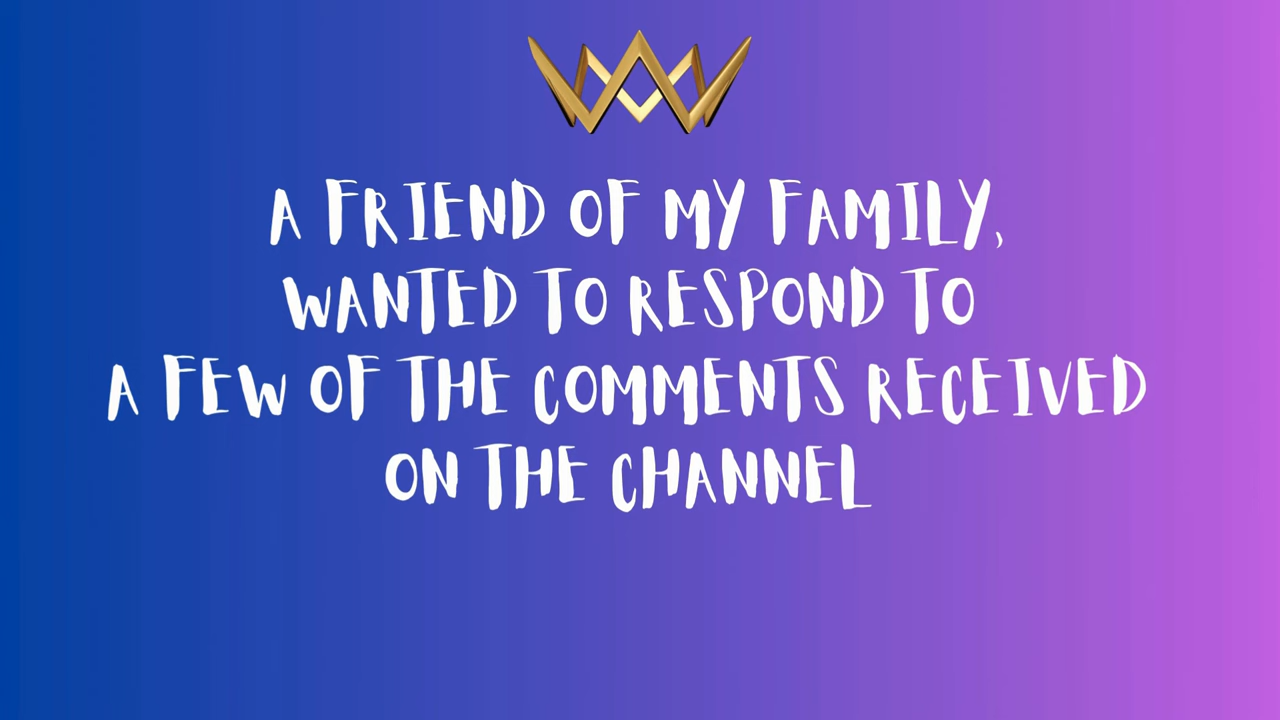 A FRIEND OF MY FAMILY,
WANTED TO RESPOND TO
A FEW OF THE COMMENTS RECEIVED
ON THE CHANNEL